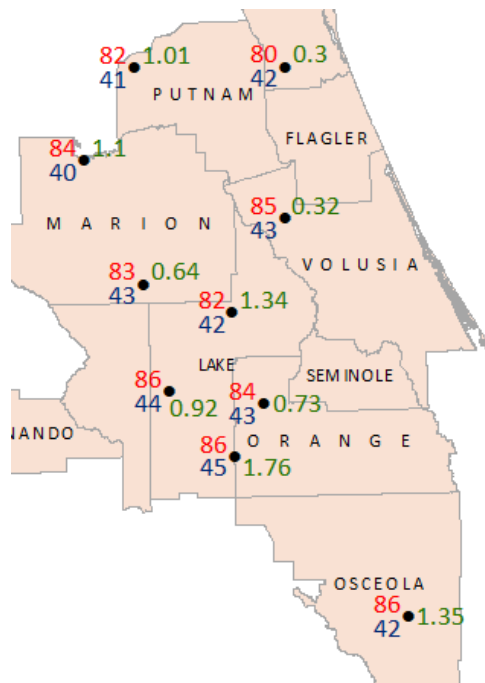 82 1.01
41
80 0.3
42
PUTNAM
FLAGLER
84 1.1
40
85 0.32
43
MARION
VOLUSIA
83 0.64
43
82 1.34
42
LAKE
SEMINOLE
86
44 0.92
84
43 0.73
NANDO
ORANGE
86
45 1.76
OSCEOLA
86
42 1.35